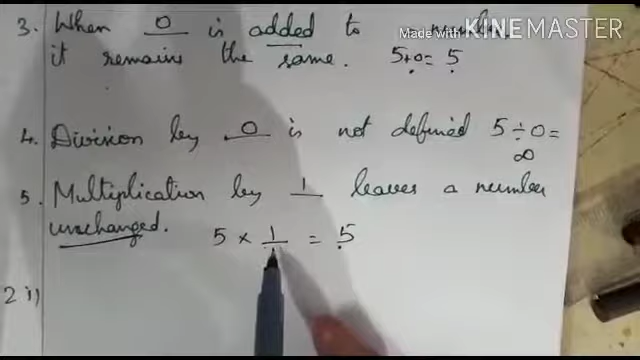 Made with KINEMASTER
3. When 0 is added to a number,
it remains the same. 5+0= 5
4. Division by 0 is not defined 5÷0=
∞
5. Multiplication by 1 leaves a number
unchanged. 5 × 1 = 5
2 i)